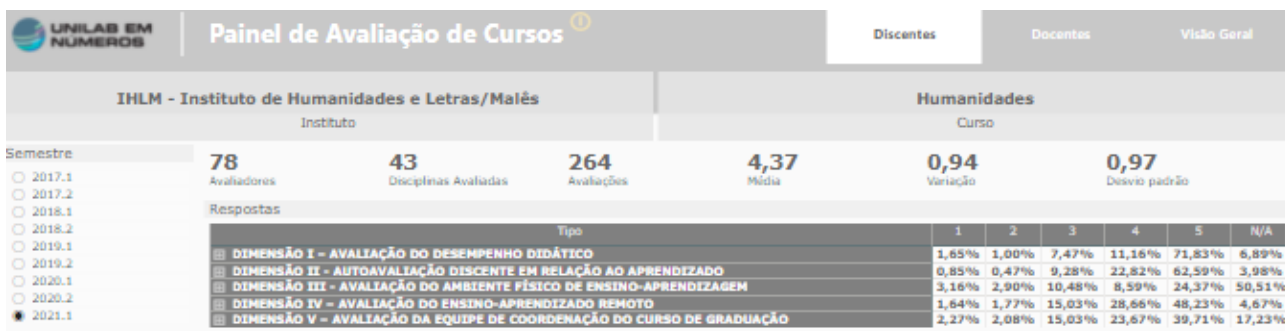 UNILAB EM NÚMEROS
Painel de Avaliação de Cursos
Discentes Docentes Visão Geral
IHLM - Instituto de Humanidades e Letras/Malês
Instituto
Humanidades
Curso
Semestre
2017.1
2017.2
2018.1
2018.2
2019.1
2019.2
2020.1
2020.2
2021.1
78 43 264 4,37 0,94 0,97
Avaliadores Disciplinas Avaliadas Avaliações Média Variação Desvio padrão
Respostas
Tipo 1 2 3 4 5 N/A
DIMENSÃO I – AVALIAÇÃO DO DESEMPENHO DIDÁTICO 1,65% 1,00% 7,47% 11,16% 71,83% 6,89%
DIMENSÃO II - AUTOAVALIAÇÃO DISCENTE EM RELAÇÃO AO APRENDIZADO 0,85% 0,47% 9,28% 22,82% 62,59% 3,98%
DIMENSÃO III - AVALIAÇÃO DO AMBIENTE FÍSICO DE ENSINO-APRENDIZAGEM 3,16% 2,90% 10,48% 8,59% 24,37% 50,51%
DIMENSÃO IV – AVALIAÇÃO DO ENSINO-APRENDIZADO REMOTO 1,64% 1,77% 15,03% 28,66% 48,23% 4,67%
DIMENSÃO V – AVALIAÇÃO DA EQUIPE DE COORDENAÇÃO DO CURSO DE GRADUAÇÃO 2,27% 2,08% 15,03% 23,67% 39,71% 17,23%